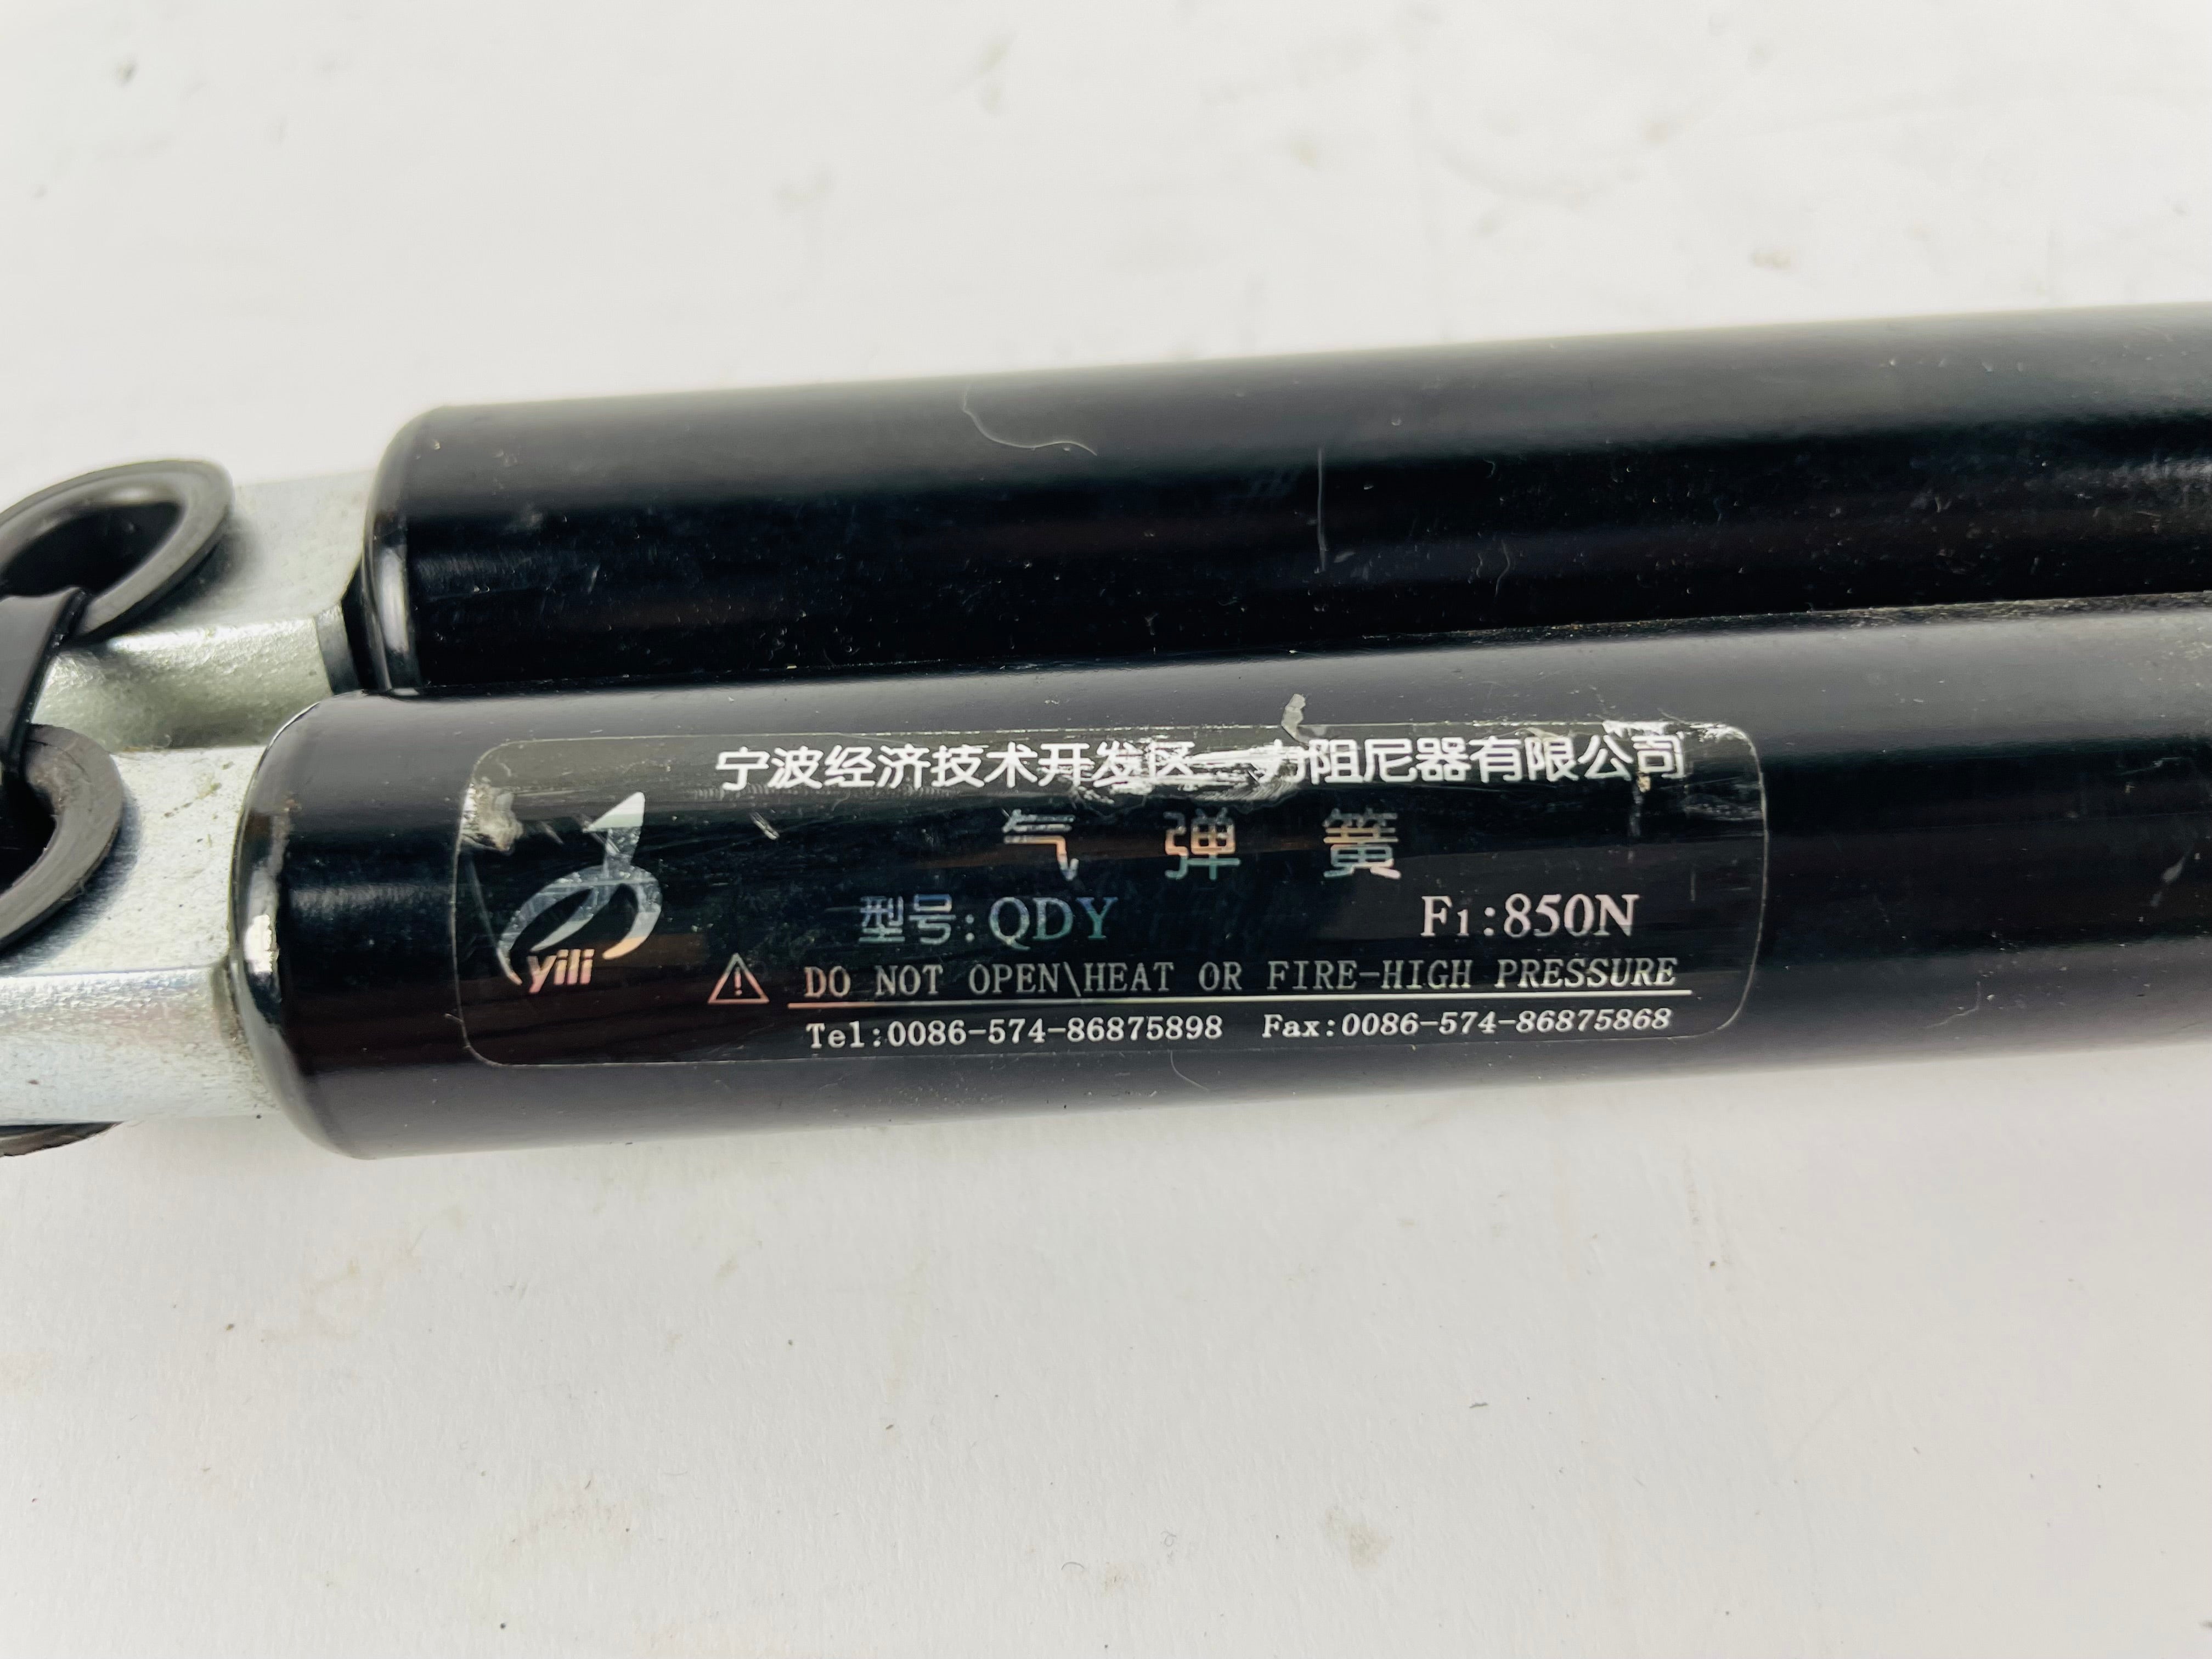 宁波经济技术开发区一力阻尼器有限公司
气 弹 簧
型号:QDY F1:850N
yili
DO NOT OPEN\HEAT OR FIRE-HIGH PRESSURE
Tel:0086-574-86875898 Fax:0086-574-86875868